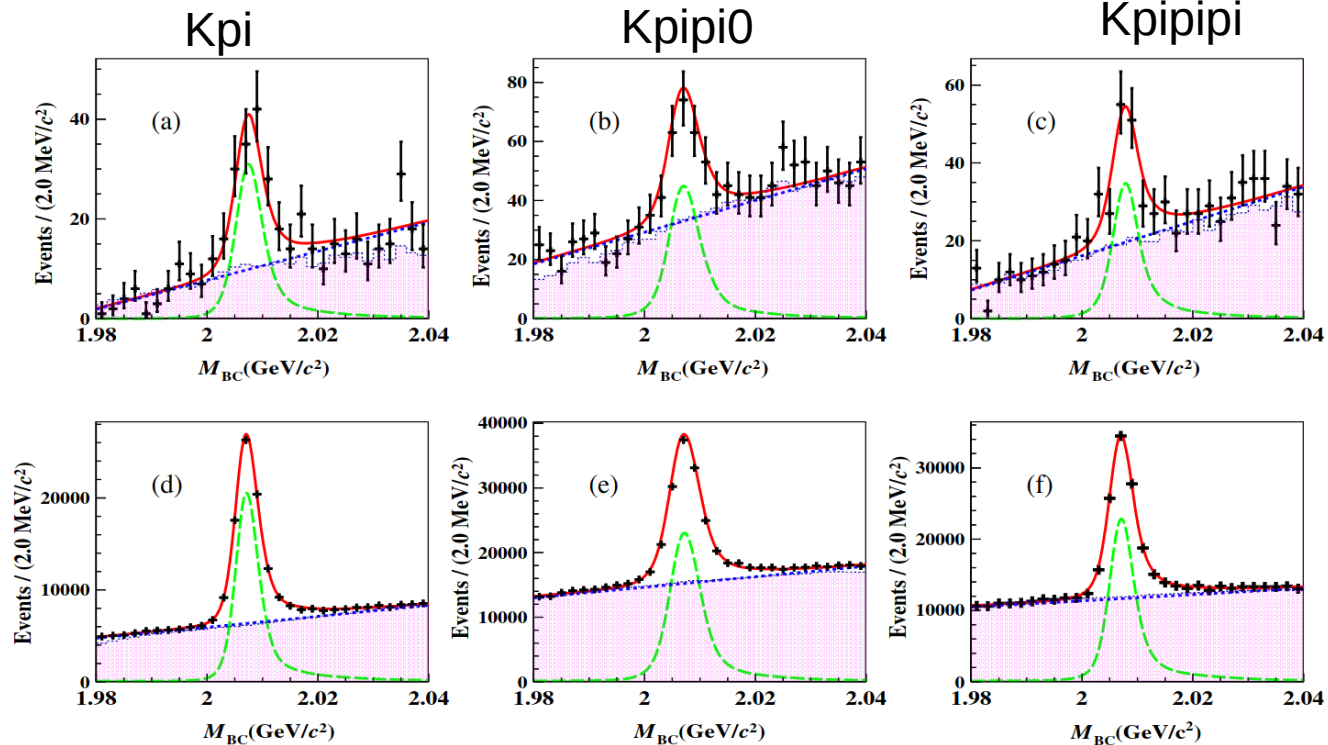 Kpi
Kpipi0
Kpipipi
Events / (2.0 MeV/c²)
40
20
0
(a)
1.98
2
2.02
2.04
M_BC(GeV/c²)
Events / (2.0 MeV/c²)
80
60
40
20
0
(b)
1.98
2
2.02
2.04
M_BC(GeV/c²)
Events / (2.0 MeV/c²)
60
40
20
0
(c)
1.98
2
2.02
2.04
M_BC(GeV/c²)
Events / (2.0 MeV/c²)
20000
10000
0
(d)
1.98
2
2.02
2.04
M_BC(GeV/c²)
Events / (2.0 MeV/c²)
40000
30000
20000
10000
0
(e)
1.98
2
2.02
2.04
M_BC(GeV/c²)
Events / (2.0 MeV/c²)
30000
20000
10000
0
(f)
1.98
2
2.02
2.04
M_BC(GeV/c²)